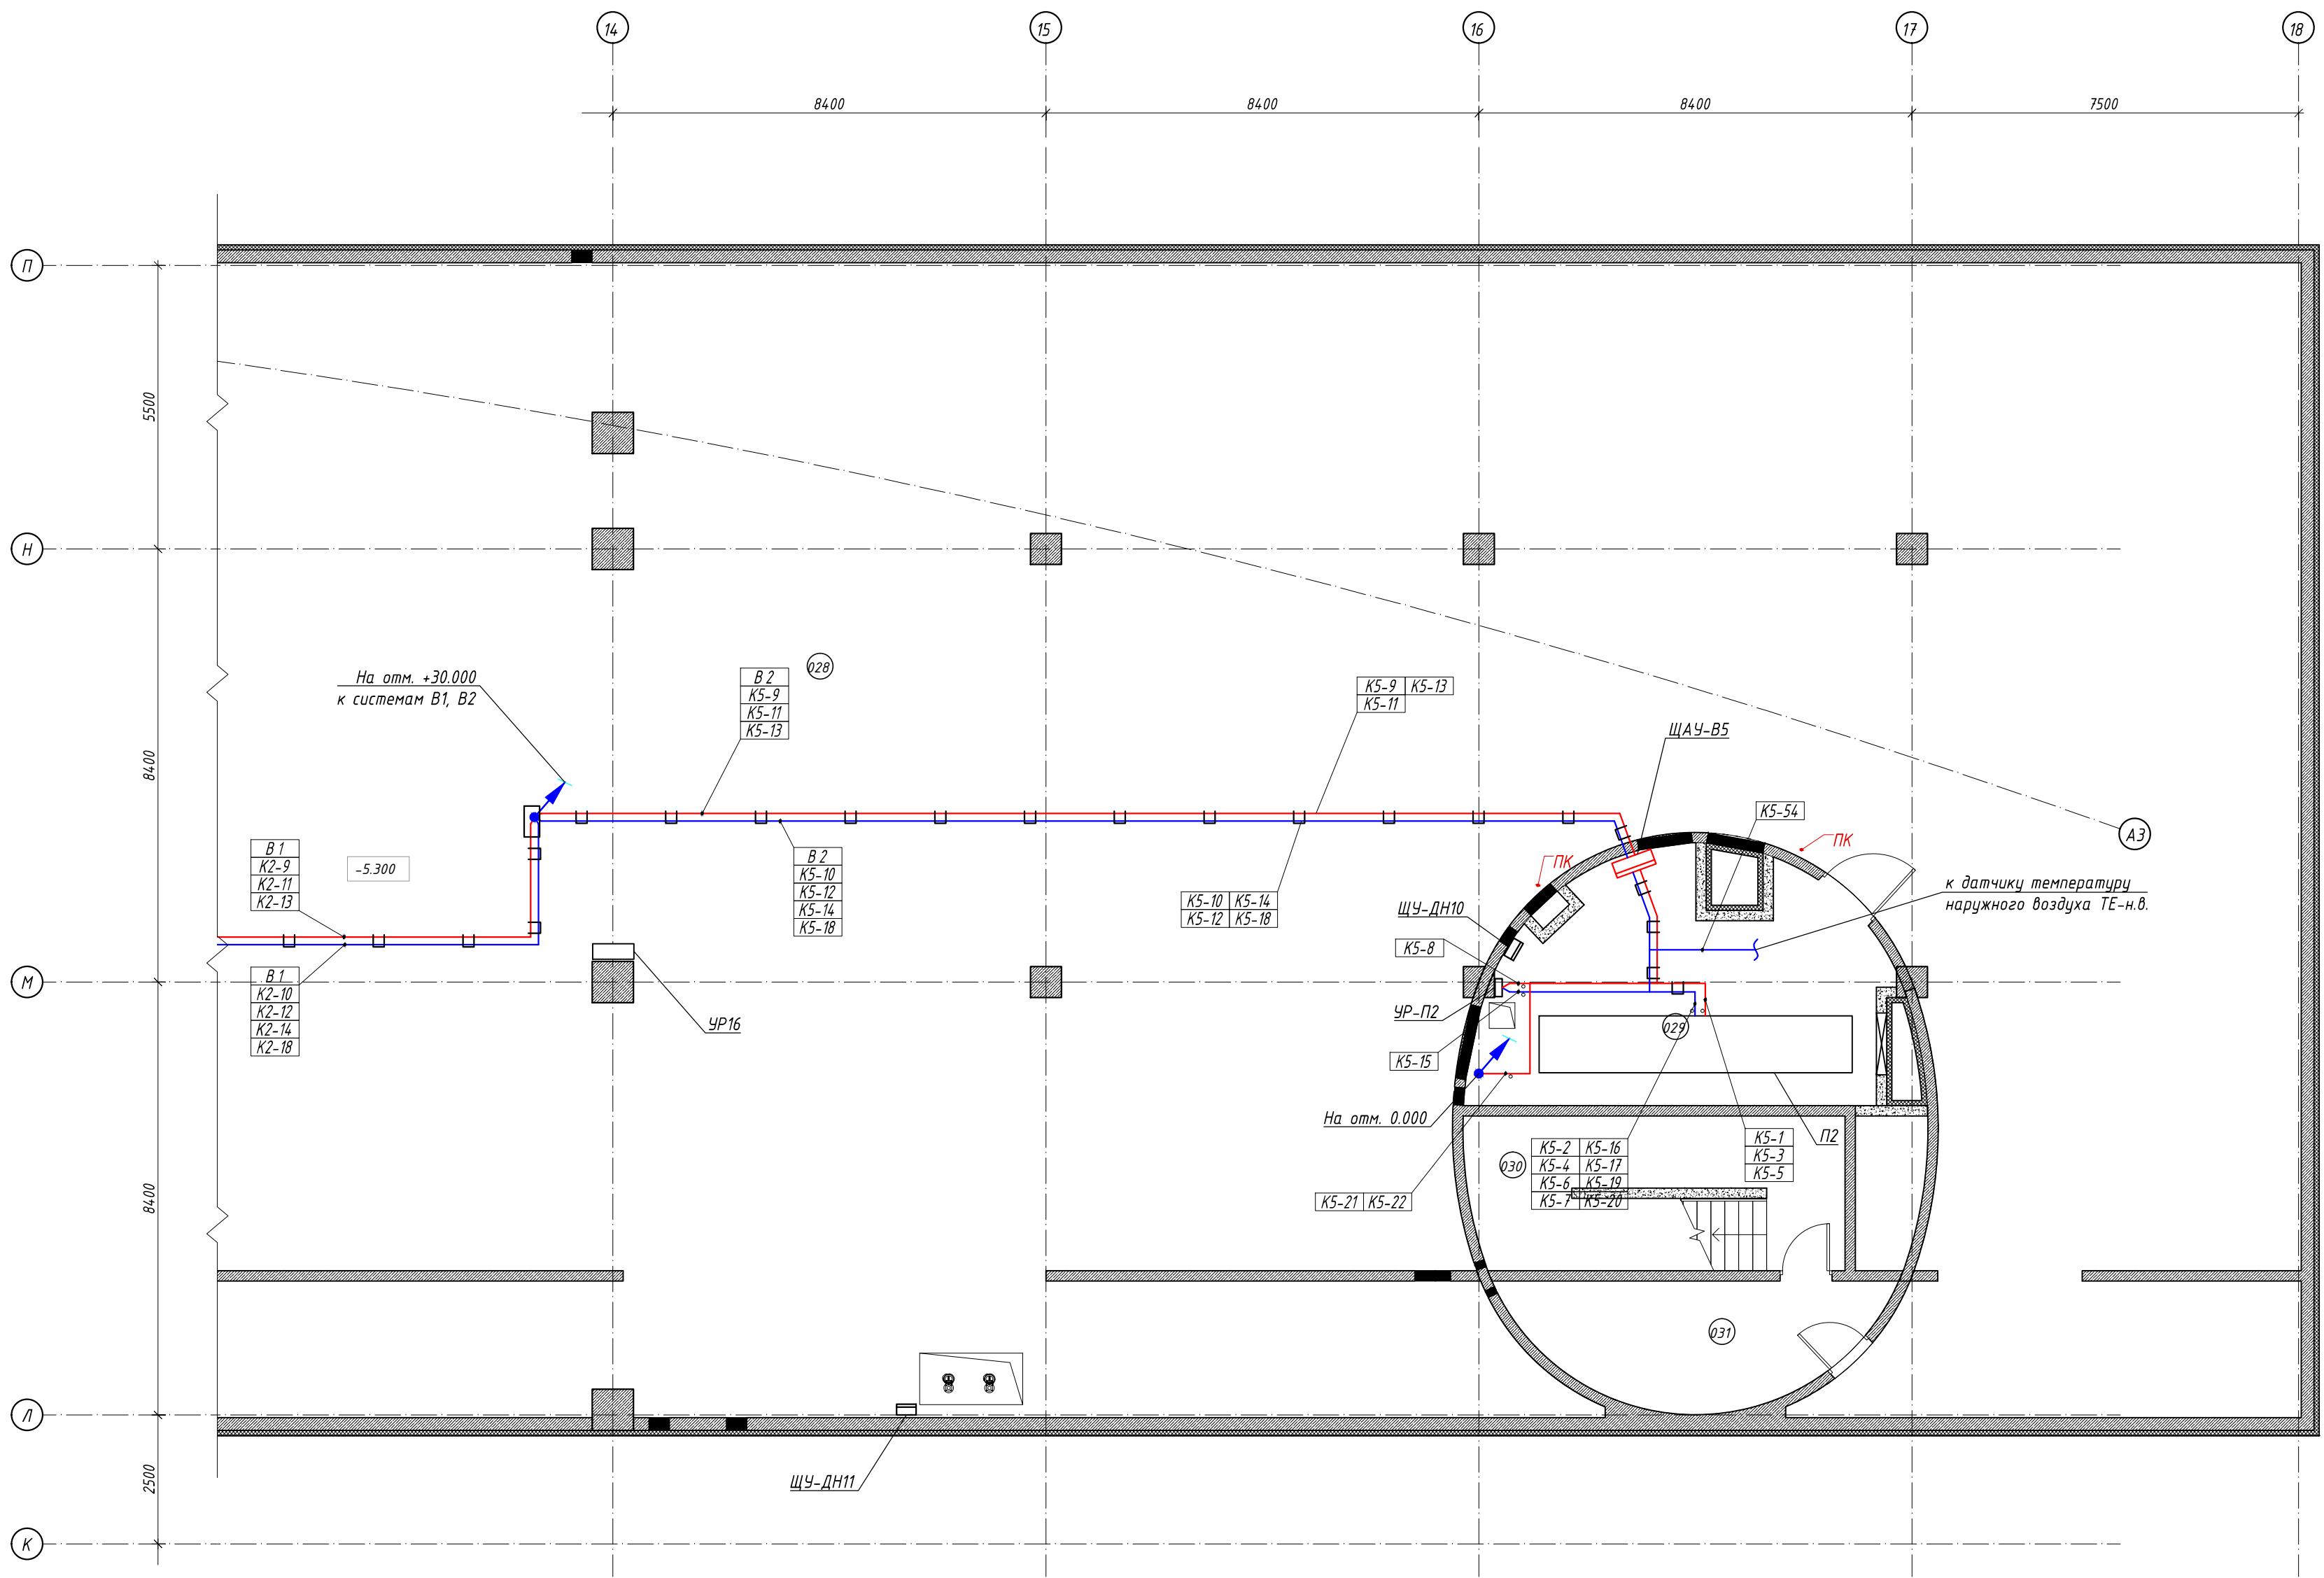 14
15
16
17
18
8400
8400
8400
7500
П
5500
Н
028
На отм. +30.000
к системам В1, В2
В 2
К5-9
К5-11
К5-13
К5-9 К5-13
К5-11
ЩАУ-В5
8400
К5-54
А3
ПК
ПК
В 1
К2-9
К2-11
К2-13
-5.300
В 2
К5-10
К5-12
К5-14
К5-18
К5-10 К5-14
К5-12 К5-18
ЩУ-ДН10
к датчику температуру
наружного воздуха ТЕ-н.в.
К5-8
М
В 1
К2-10
К2-12
К2-14
К2-18
УР16
УР-П2
029
К5-15
На отм. 0.000
П2
030
К5-2 К5-16
К5-4 К5-17
К5-6 К5-19
К5-7 К5-20
К5-1
К5-3
К5-5
К5-21 К5-22
8400
031
Л
ЩУ-ДН11
2500
К